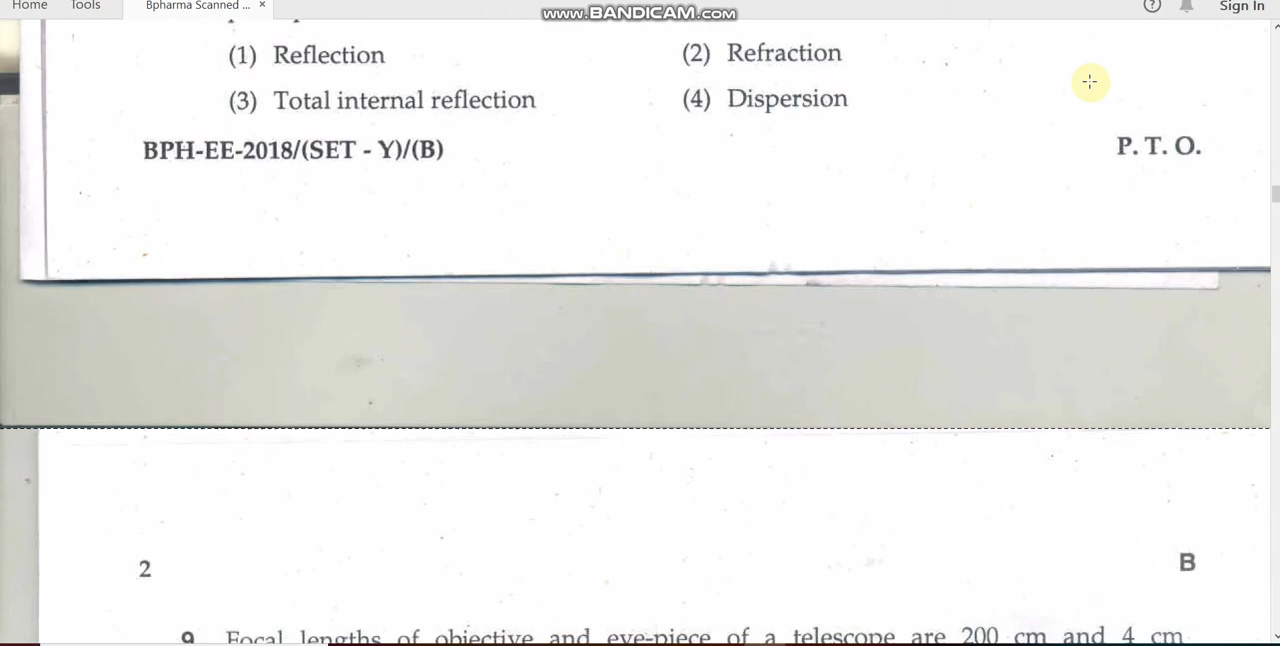 Home Tools Bpharma Scanned ... × Sign In
www.BANDICAM.com
(1) Reflection (2) Refraction
(3) Total internal reflection (4) Dispersion
BPH-EE-2018/(SET - Y)/(B) P. T. O.
2 B
9 Focal lengths of objective and eye-piece of a telescope are 200 cm and 4 cm